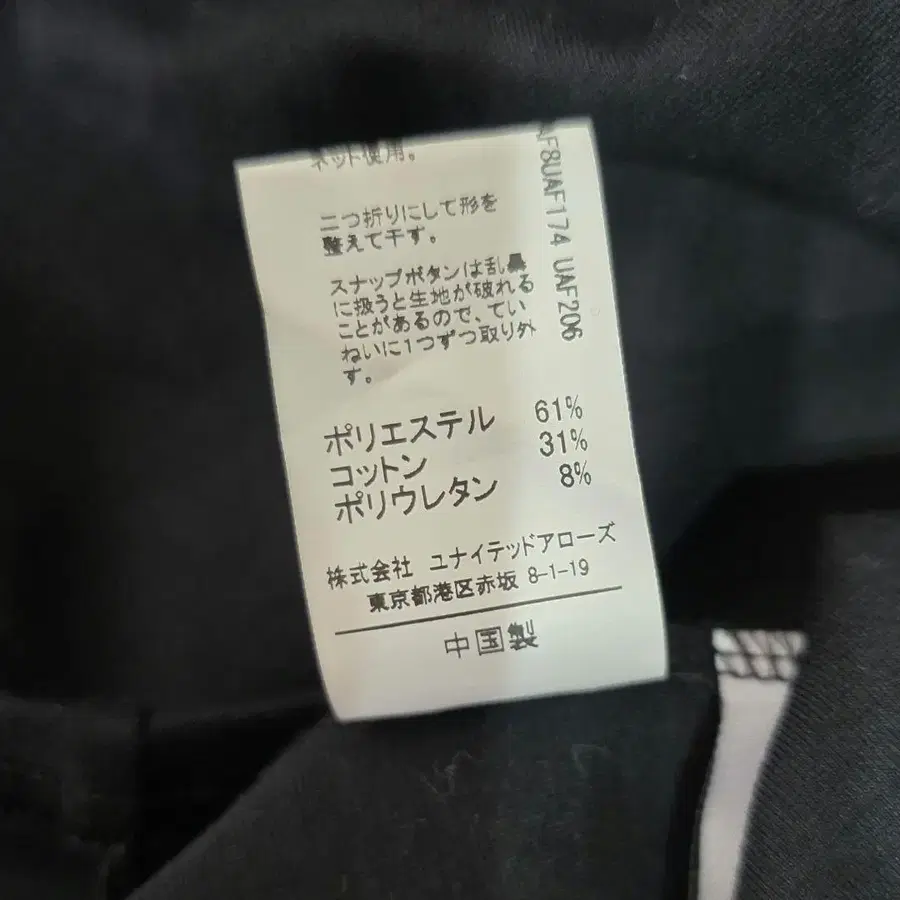 ネット使用。
二つ折りにして形を
整えて干す。
スナップボタンは乱暴
に扱うと生地が破れる
ことがあるので、てい
ねいに1つずつ取り外
す。
ポリエステル 61%
コットン 31%
ポリウレタン 8%
株式会社 ユナイテッドアローズ
東京都港区赤坂 8-1-19
中国製
AF8UAF174 UAF206